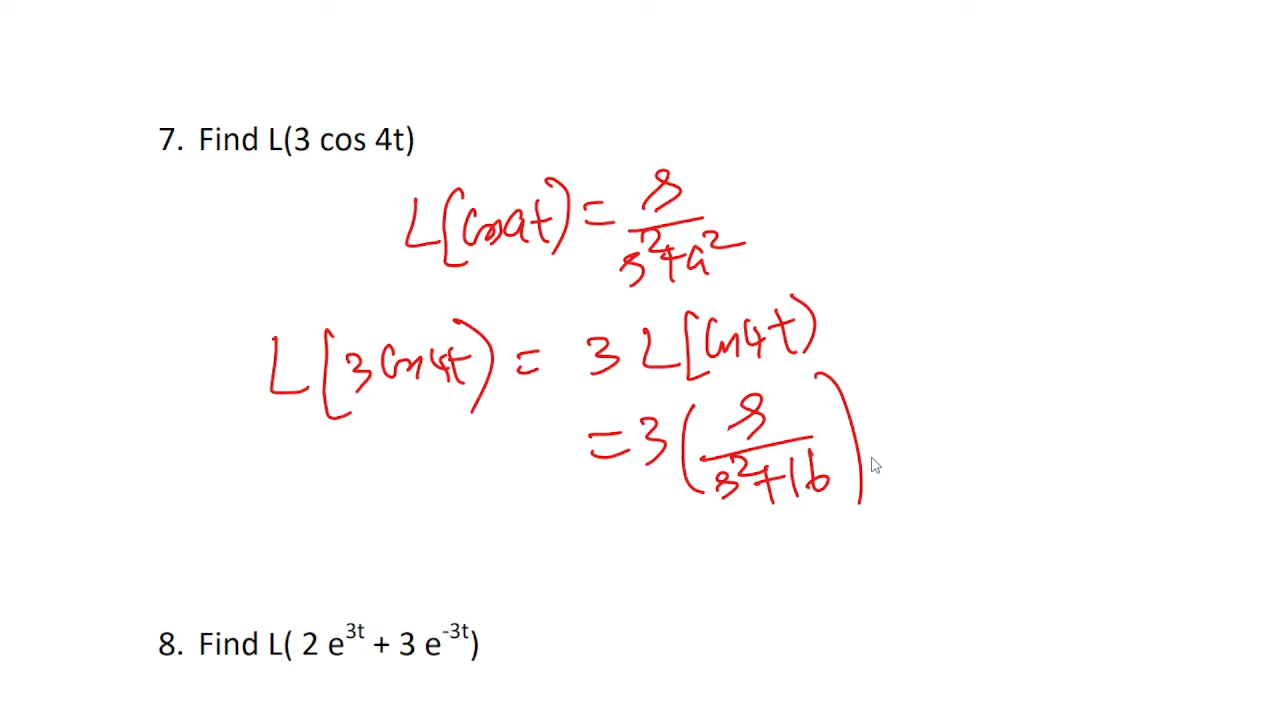 7. Find L(3 cos 4t)
L[cos at) = s/(s²+a²)
L[3 cos 4t) = 3 L[cos 4t)
= 3(s/(s²+16))
8. Find L( 2 e^3t + 3 e^-3t)